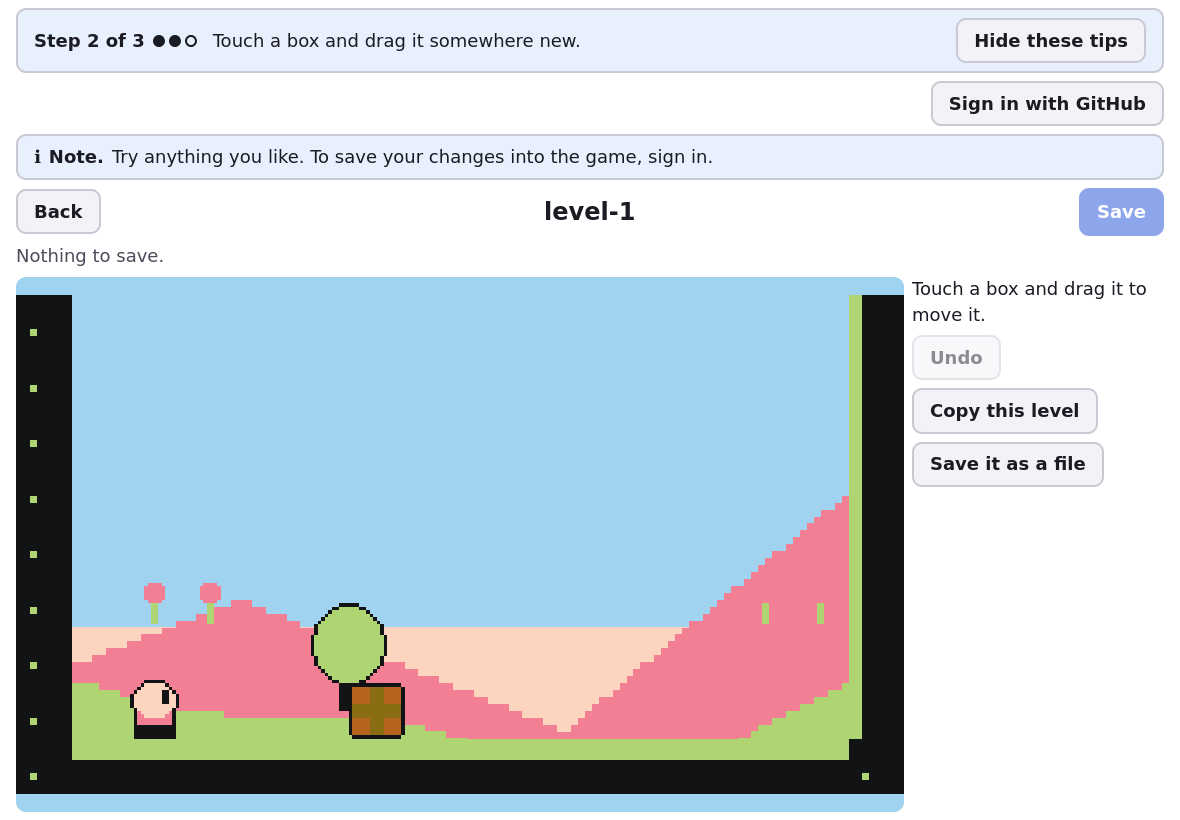 Step 2 of 3 Touch a box and drag it somewhere new. Hide these tips
Sign in with GitHub
ℹ Note. Try anything you like. To save your changes into the game, sign in.
Back level-1 Save
Nothing to save.
Touch a box and drag it to
move it.
Undo
Copy this level
Save it as a file